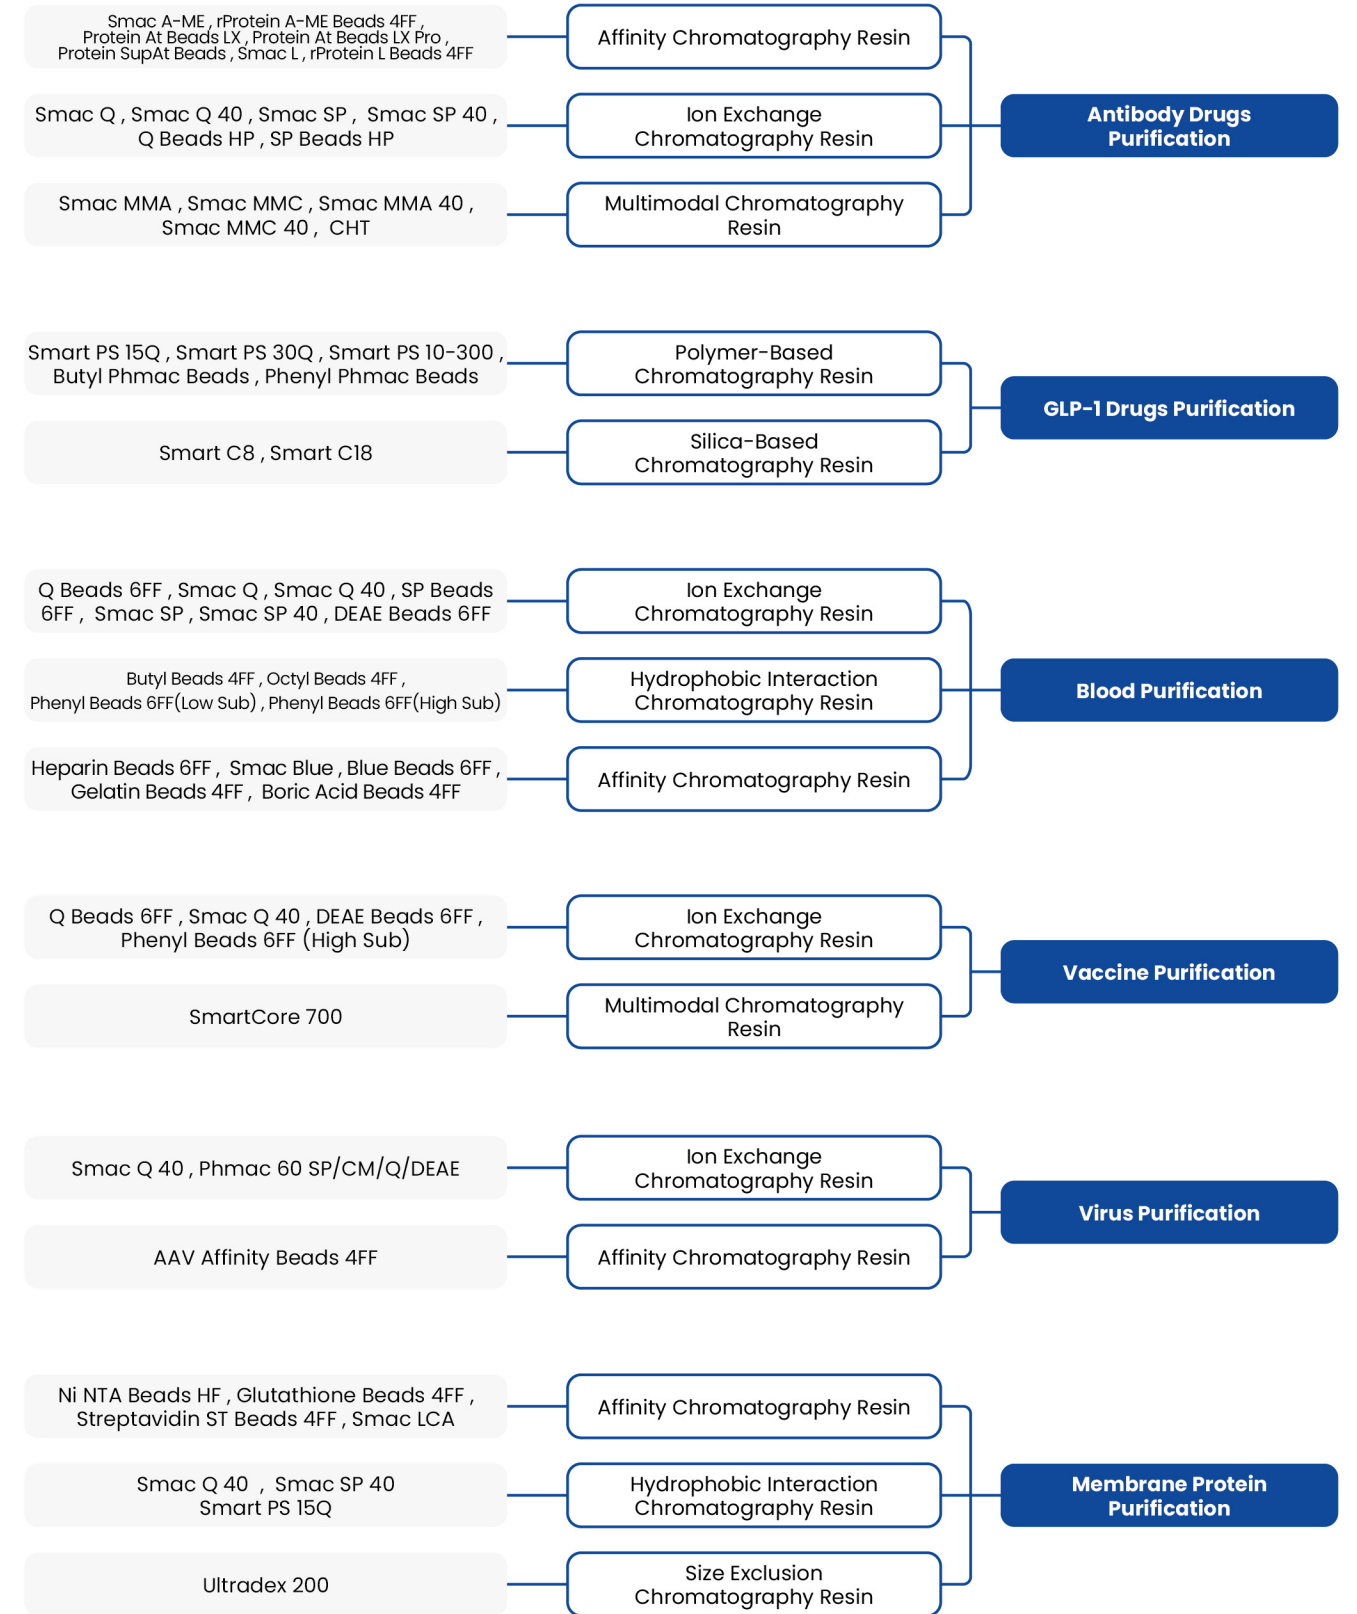 Smac A-ME , rProtein A-ME Beads 4FF ,
Protein At Beads LX , Protein At Beads LX Pro ,
Protein SupAt Beads , Smac L , rProtein L Beads 4FF
Affinity Chromatography Resin
Smac Q , Smac Q 40 , Smac SP , Smac SP 40 ,
Q Beads HP , SP Beads HP
Ion Exchange
Chromatography Resin
Antibody Drugs
Purification
Smac MMA , Smac MMC , Smac MMA 40 ,
Smac MMC 40 , CHT
Multimodal Chromatography
Resin
Smart PS 15Q , Smart PS 30Q , Smart PS 10-300 ,
Butyl Phmac Beads , Phenyl Phmac Beads
Polymer-Based
Chromatography Resin
GLP-1 Drugs Purification
Smart C8 , Smart C18
Silica-Based
Chromatography Resin
Q Beads 6FF , Smac Q , Smac Q 40 , SP Beads
6FF , Smac SP , Smac SP 40 , DEAE Beads 6FF
Ion Exchange
Chromatography Resin
Butyl Beads 4FF , Octyl Beads 4FF ,
Phenyl Beads 6FF(Low Sub) , Phenyl Beads 6FF(High Sub)
Hydrophobic Interaction
Chromatography Resin
Blood Purification
Heparin Beads 6FF , Smac Blue , Blue Beads 6FF ,
Gelatin Beads 4FF , Boric Acid Beads 4FF
Affinity Chromatography Resin
Q Beads 6FF , Smac Q 40 , DEAE Beads 6FF ,
Phenyl Beads 6FF (High Sub)
Ion Exchange
Chromatography Resin
Vaccine Purification
SmartCore 700
Multimodal Chromatography
Resin
Smac Q 40 , Phmac 60 SP/CM/Q/DEAE
Ion Exchange
Chromatography Resin
Virus Purification
AAV Affinity Beads 4FF
Affinity Chromatography Resin
Ni NTA Beads HF , Glutathione Beads 4FF ,
Streptavidin ST Beads 4FF , Smac LCA
Affinity Chromatography Resin
Smac Q 40 , Smac SP 40
Smart PS 15Q
Hydrophobic Interaction
Chromatography Resin
Membrane Protein
Purification
Ultradex 200
Size Exclusion
Chromatography Resin